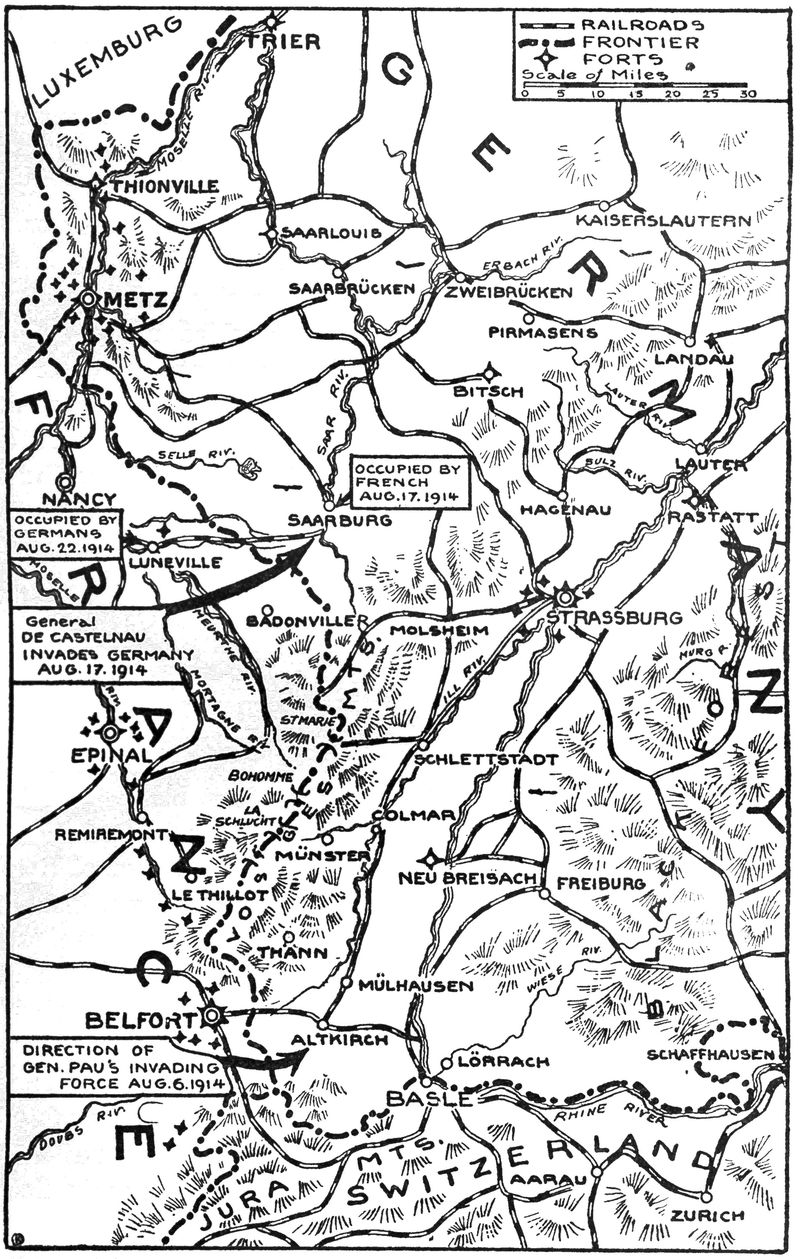 RAILROADS
FRONTIER
FORTS
Scale of Miles
0 5 10 15 20 25 30
LUXEMBURG
TRIER
GERMANY
MOSELLE RIV.
THIONVILLE
KAISERSLAUTERN
SAARLOUIS
ERBACH RIV.
SAARBRÜCKEN
ZWEIBRÜCKEN
METZ
PIRMASENS
LANDAU
BITSCH
LAUTER RIV.
SAAR RIV.
FRANCE
SELLE RIV.
LAUTER
SULZ RIV.
OCCUPIED BY
FRENCH
AUG.17.1914
NANCY
HAGENAU
RASTATT
SAARBURG
OCCUPIED BY
GERMANS
AUG.22.1914
LUNEVILLE
MOSELLE
RIV.
General
DE CASTELNAU
INVADES GERMANY
AUG.17.1914
MEURTHE RIV.
BADONVILLER
MOLSHEIM
STRASSBURG
MURG R.
MORTAGNE RIV.
ILL RIV.
ST MARIE
EPINAL
SCHLETTSTADT
BOHOMME
LA
SCHLUCHT
VOSGES MTS.
COLMAR
REMIREMONT
MÜNSTER
NEU BREISACH
FREIBURG
LE THILLOT
THANN
BLACK FOREST
WIESE RIV.
MÜLHAUSEN
BELFORT
ALTKIRCH
DIRECTION OF
GEN. PAU'S INVADING
FORCE AUG.6.1914
LÖRRACH
SCHAFFHAUSEN
BASLE
RHINE RIVER
DOUBS RIV.
JURA MTS.
SWITZERLAND
AARAU
ZURICH